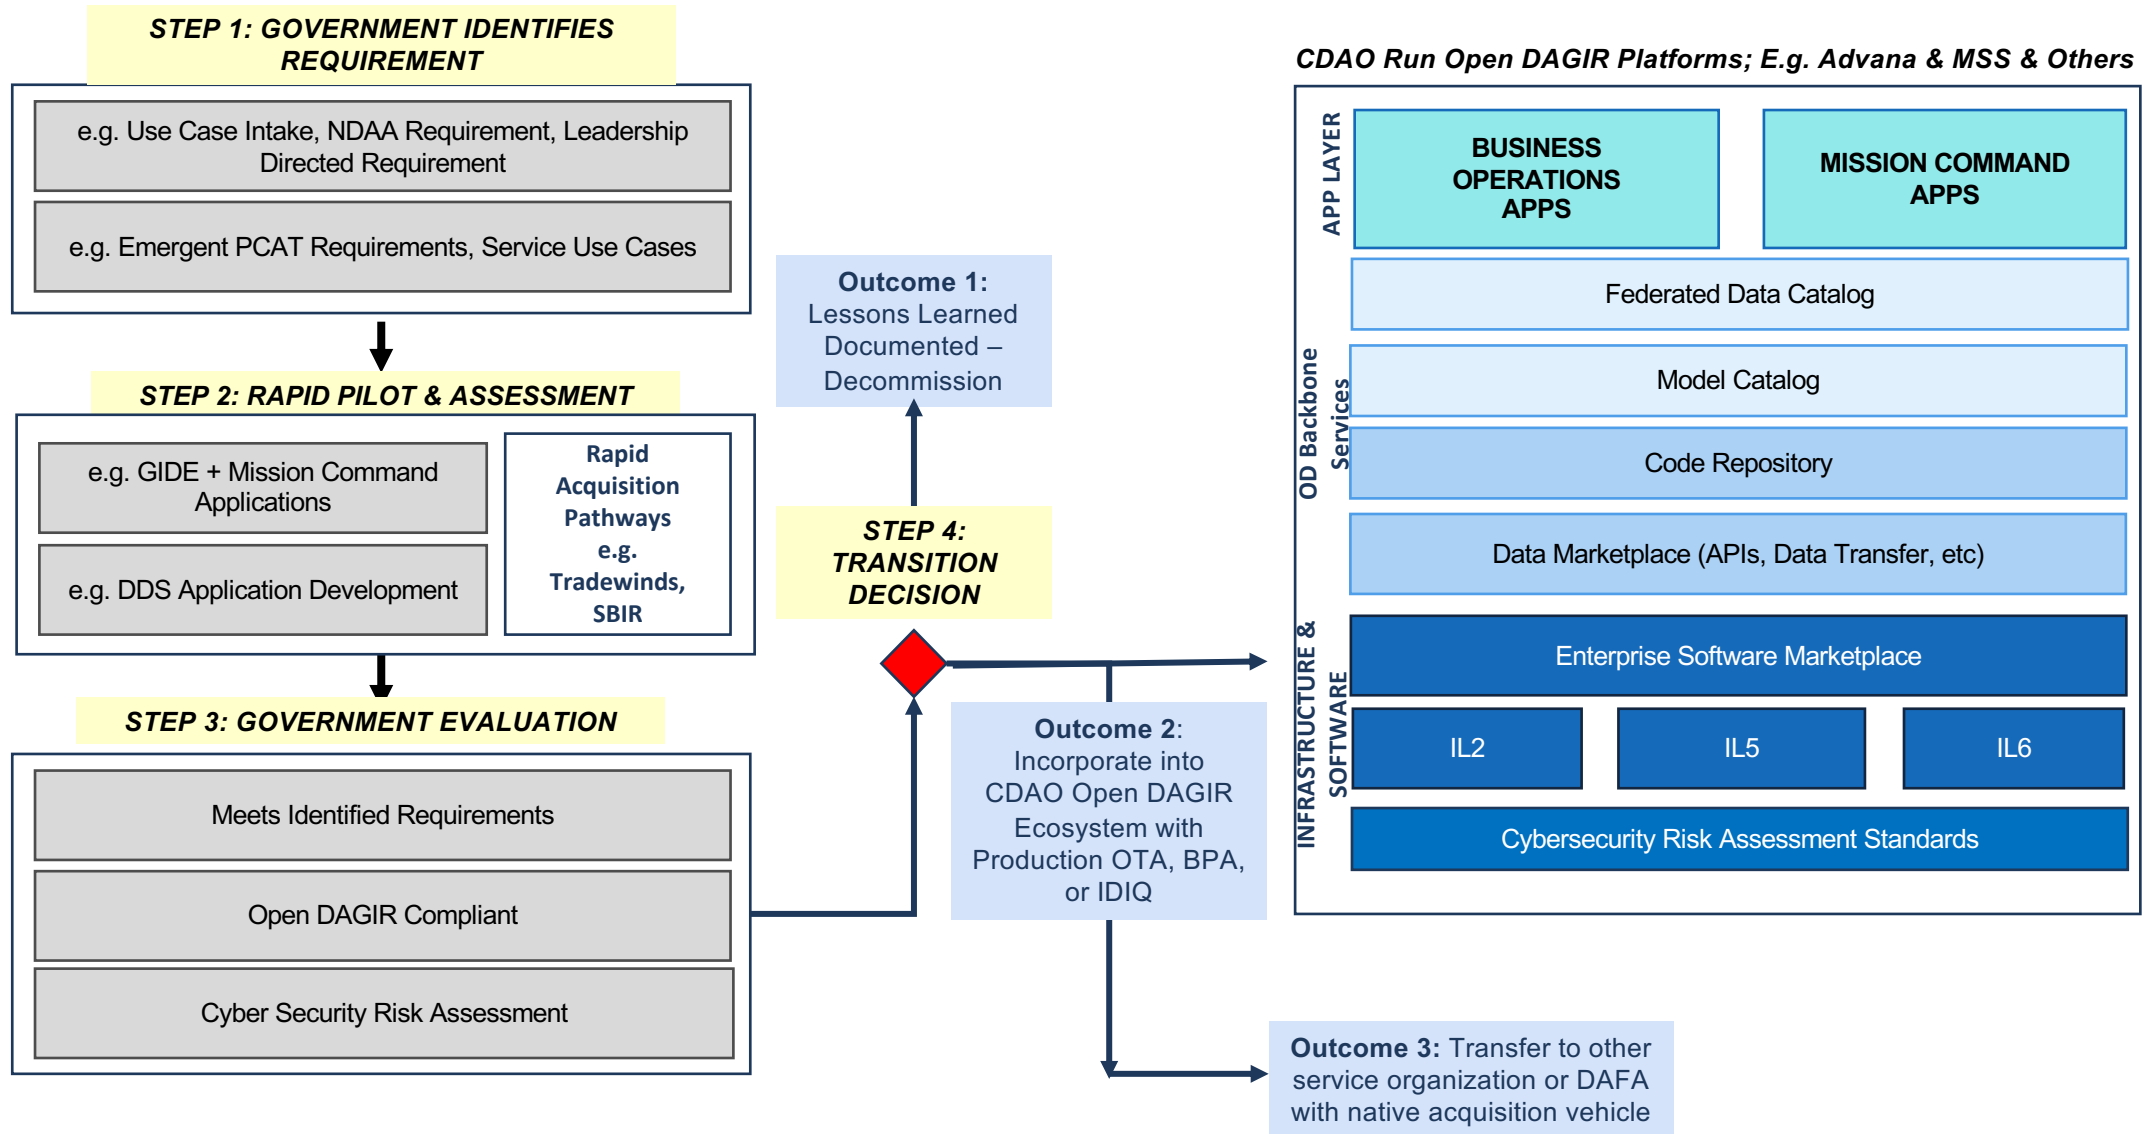 STEP 1: GOVERNMENT IDENTIFIES
REQUIREMENT
e.g. Use Case Intake, NDAA Requirement, Leadership
Directed Requirement
e.g. Emergent PCAT Requirements, Service Use Cases
STEP 2: RAPID PILOT & ASSESSMENT
e.g. GIDE + Mission Command
Applications
e.g. DDS Application Development
Rapid
Acquisition
Pathways
e.g.
Tradewinds,
SBIR
STEP 3: GOVERNMENT EVALUATION
Meets Identified Requirements
Open DAGIR Compliant
Cyber Security Risk Assessment
Outcome 1:
Lessons Learned
Documented –
Decommission
STEP 4:
TRANSITION
DECISION
Outcome 2:
Incorporate into
CDAO Open DAGIR
Ecosystem with
Production OTA, BPA,
or IDIQ
Outcome 3: Transfer to other
service organization or DAFA
with native acquisition vehicle
CDAO Run Open DAGIR Platforms; E.g. Advana & MSS & Others
APP LAYER
BUSINESS
OPERATIONS
APPS
MISSION COMMAND
APPS
OD Backbone
Services
Federated Data Catalog
Model Catalog
Code Repository
Data Marketplace (APIs, Data Transfer, etc)
INFRASTRUCTURE &
SOFTWARE
Enterprise Software Marketplace
IL2
IL5
IL6
Cybersecurity Risk Assessment Standards